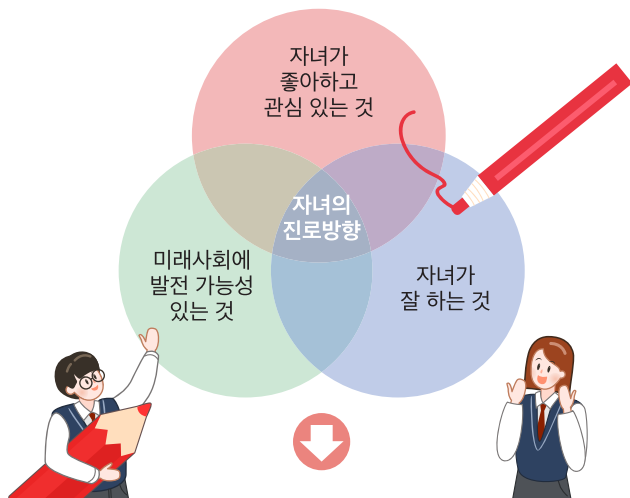 자녀가
좋아하고
관심 있는 것
자녀의
진로방향
미래사회에
발전 가능성
있는 것
자녀가
잘 하는 것